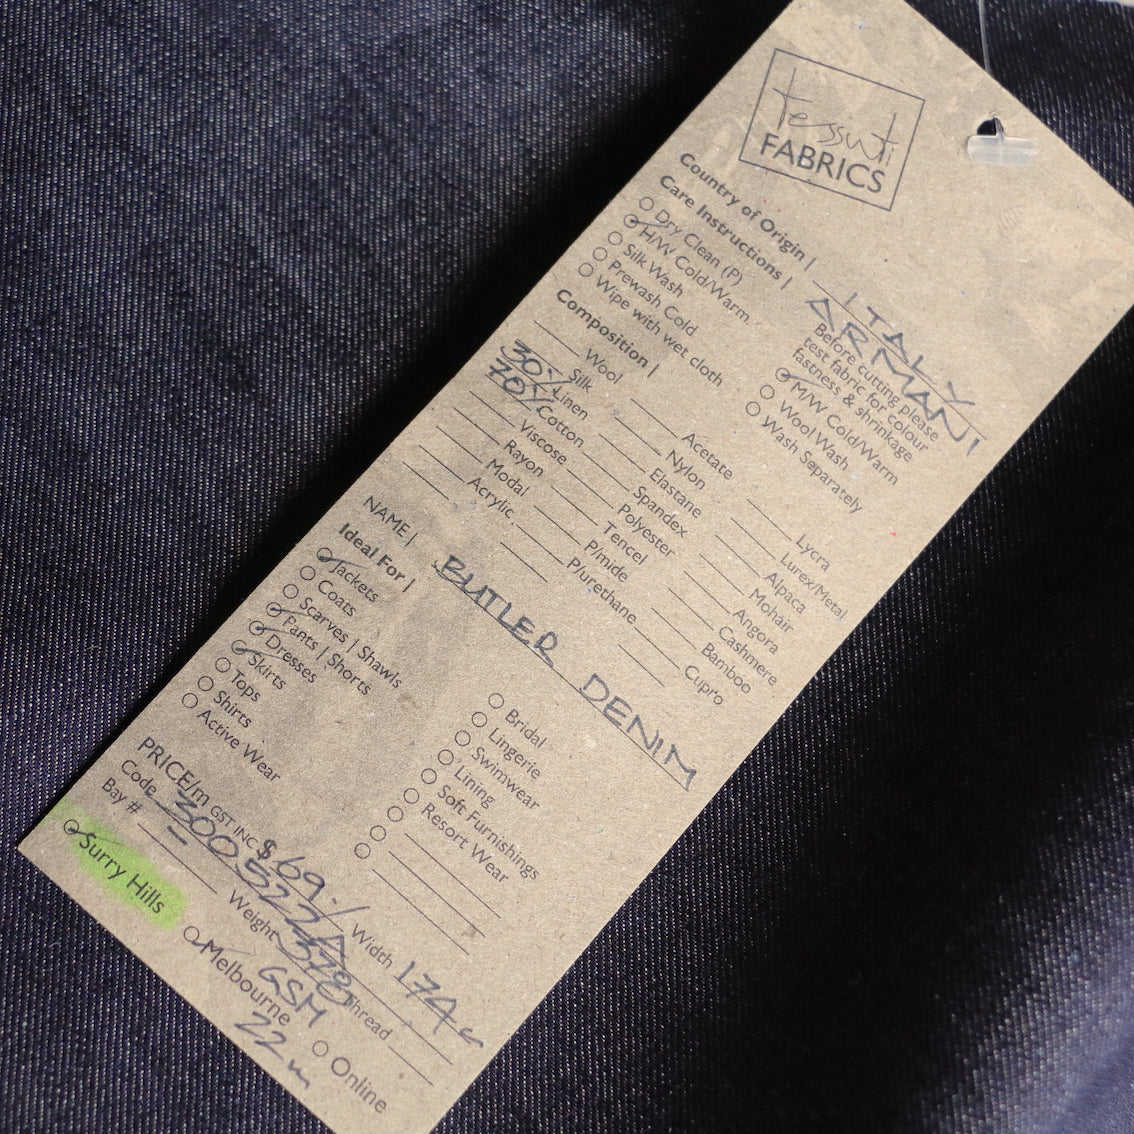 tessuti
FABRICS
Country of Origin | ITALY
ARMANI
Care Instructions |
Dry Clean (P)
H/W Cold/Warm
Silk Wash
Prewash Cold
Wipe with wet cloth
Before cutting please
test fabric for colour
fastness & shrinkage
M/W Cold/Warm
Wool Wash
Wash Separately
Composition |
Wool
Silk
30% Linen
70% Cotton
Viscose
Rayon
Modal
Acrylic
Acetate
Nylon
Elastane
Spandex
Polyester
Tencel
P/mide
P/urethane
Lycra
Lurex/Metal
Alpaca
Mohair
Angora
Cashmere
Bamboo
Cupro
NAME | BUTLER DENIM
Ideal For |
Jackets
Coats
Scarves | Shawls
Pants | Shorts
Dresses
Skirts
Tops
Shirts
Active Wear
Bridal
Lingerie
Swimwear
Lining
Soft Furnishings
Resort Wear
PRICE/m GST INC $69./ Width 174c
Code 300522A
Bay # Weight 378 GSM Thread
Surry Hills
Melbourne
22m
Online